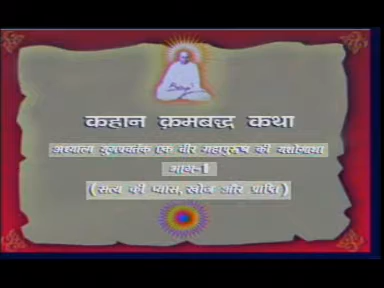 कहान क्रमबद्ध कथा
अध्यात्म युगप्रवर्तक एक वीर महापुरुष की यशोगाथा
भाग-1
(सत्य की प्यास, खोज और प्राप्ति)